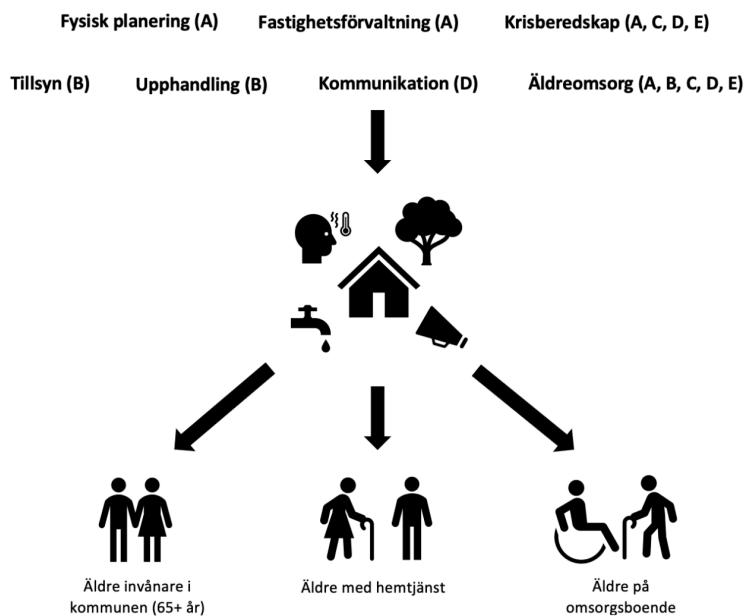 Fysisk planering (A)
Fastighetsförvaltning (A)
Krisberedskap (A, C, D, E)
Tillsyn (B)
Upphandling (B)
Kommunikation (D)
Äldreomsorg (A, B, C, D, E)
Äldre invånare i
kommunen (65+ år)
Äldre med hemtjänst
Äldre på
omsorgsboende